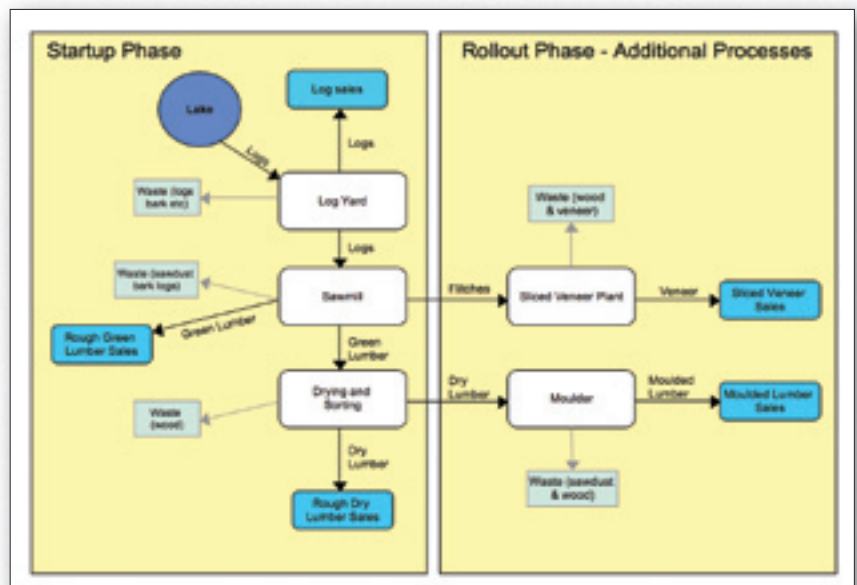 Startup Phase
Rollout Phase - Additional Processes
Lake
Log sales
Logs
Logs
Waste (logs
bark etc)
Log Yard
Logs
Waste (wood
& veneer)
Waste (sawdust
bark logs)
Sawmill
Flitches
Sliced Veneer Plant
Veneer
Sliced Veneer
Sales
Green Lumber
Rough Green
Lumber Sales
Green
Lumber
Drying and
Sorting
Dry
Lumber
Moulder
Moulded
Lumber
Moulded Lumber
Sales
Waste
(wood)
Dry
Lumber
Waste (sawdust
& wood)
Rough Dry
Lumber Sales